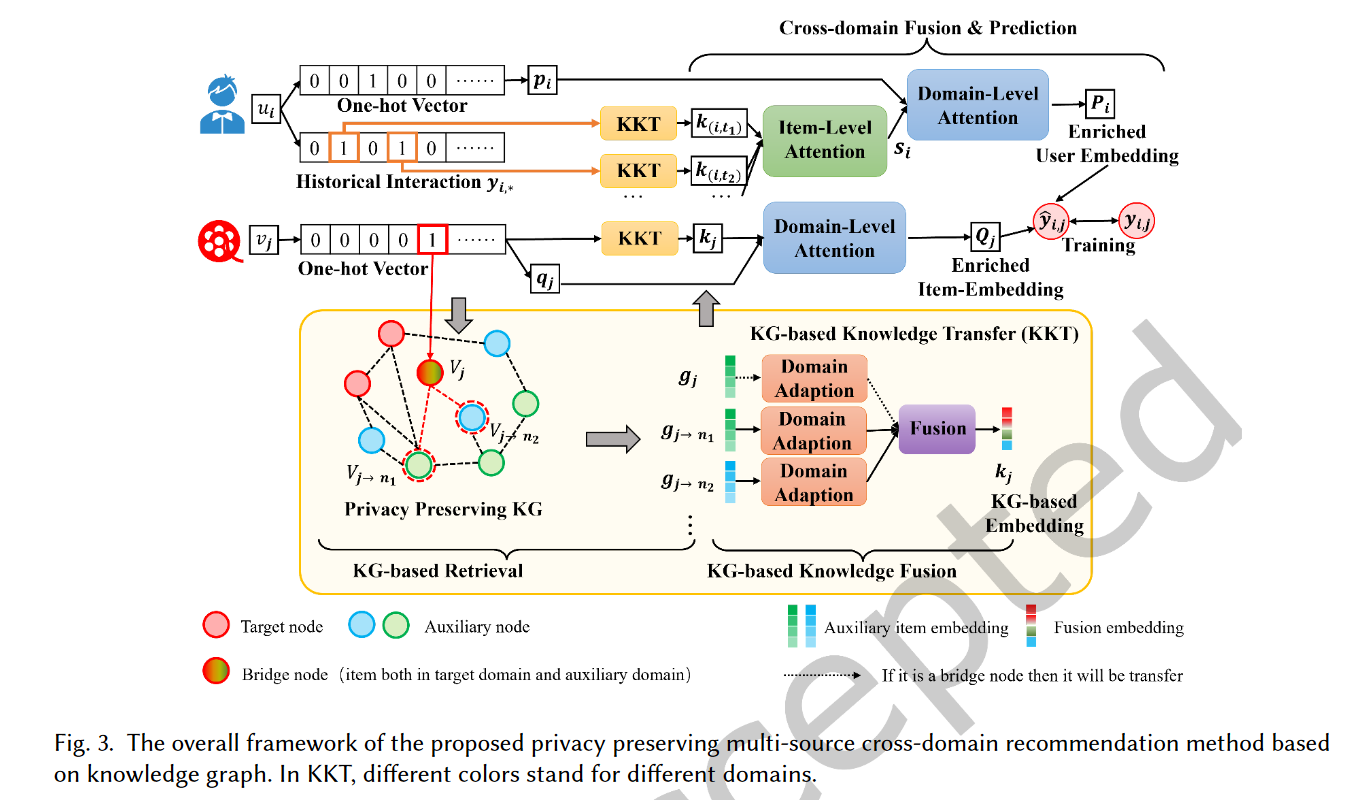 Cross-domain Fusion & Prediction
u_i
0 0 1 0 0 ……
p_i
One-hot Vector
0 1 0 1 0 ……
Historical Interaction y_{i,*}
KKT
k_{(i,t_1)}
KKT
k_{(i,t_2)}
…
…
Item-Level
Attention
s_i
Domain-Level
Attention
P_i
Enriched
User Embedding
v_j
0 0 0 0 1 ……
One-hot Vector
KKT
k_j
q_j
Domain-Level
Attention
Q_j
Enriched
Item-Embedding
ŷ_{i,j}
y_{i,j}
Training
V_j
V_{j→ n_2}
V_{j→ n_1}
Privacy Preserving KG
KG-based Retrieval
KG-based Knowledge Transfer (KKT)
g_j
Domain
Adaption
g_{j→ n_1}
Domain
Adaption
g_{j→ n_2}
Domain
Adaption
⋮
Fusion
k_j
KG-based
Embedding
KG-based Knowledge Fusion
Target node
Auxiliary node
Auxiliary item embedding
Fusion embedding
Bridge node（item both in target domain and auxiliary domain）
If it is a bridge node then it will be transfer
Fig. 3. The overall framework of the proposed privacy preserving multi-source cross-domain recommendation method based
on knowledge graph. In KKT, different colors stand for different domains.
cepted